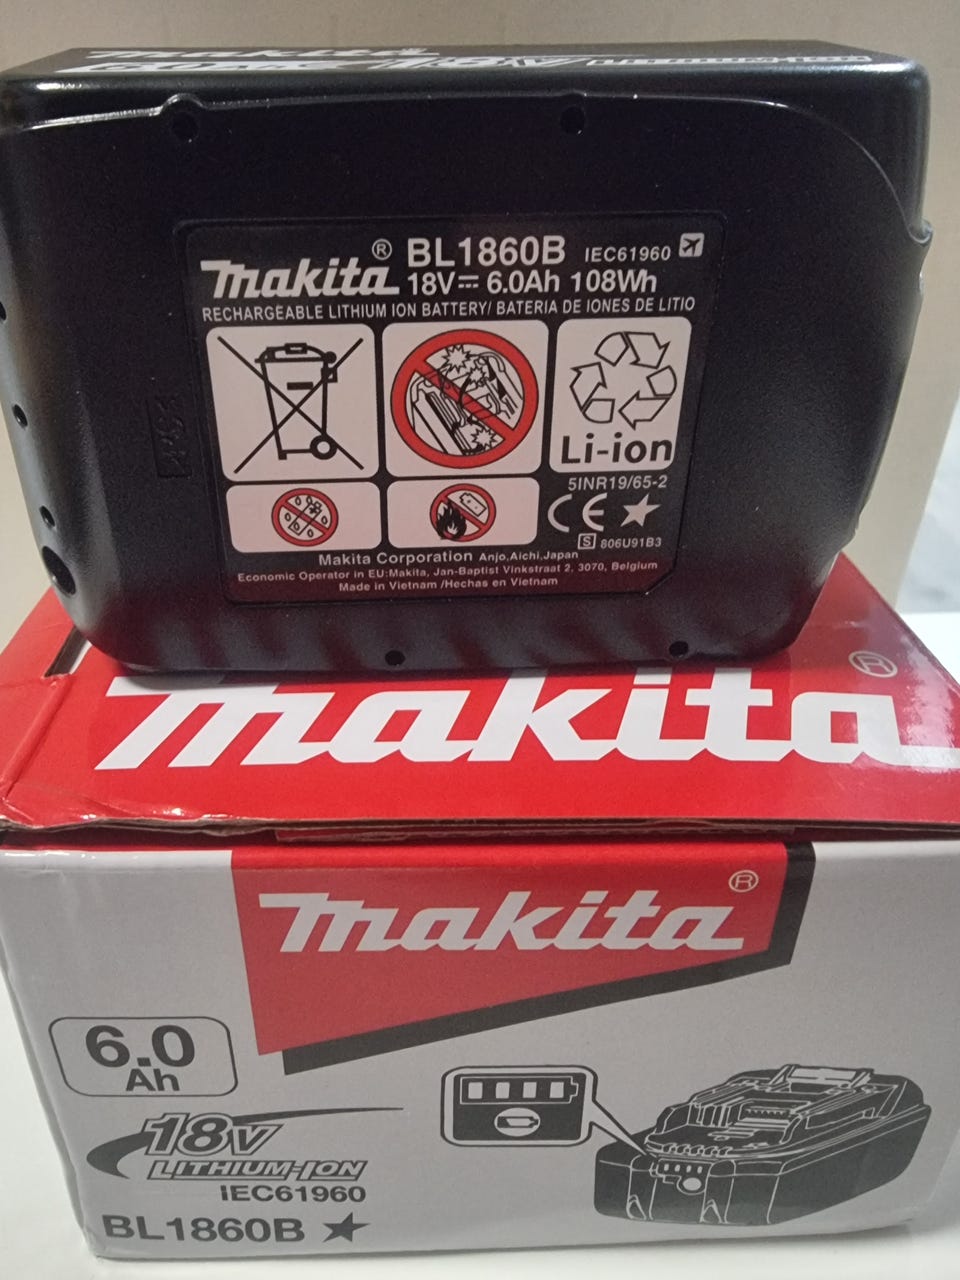 makita
makita® BL1860B IEC61960
18V 6.0Ah 108Wh
RECHARGEABLE LITHIUM ION BATTERY/ BATERIA DE IONES DE LITIO
Li-ion
5INR19/65-2
CE
S 806U91B3
Makita Corporation Anjo,Aichi,Japan
Economic Operator in EU:Makita, Jan-Baptist Vinkstraat 2, 3070, Belgium
Made in Vietnam /Hechas en Vietnam
makita®
makita®
6.0
Ah
18V
LITHIUM-ION
IEC61960
BL1860B